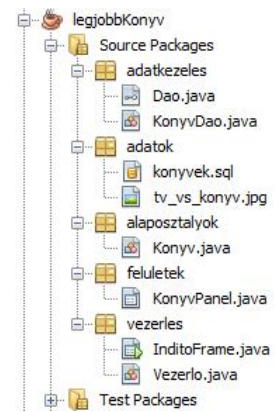 legjobbKonyv
Source Packages
adatkezeles
Dao.java
KonyvDao.java
adatok
konyvek.sql
tv_vs_konyv.jpg
alaposztalyok
Konyv.java
feluletek
KonyvPanel.java
vezerles
InditoFrame.java
Vezerlo.java
Test Packages